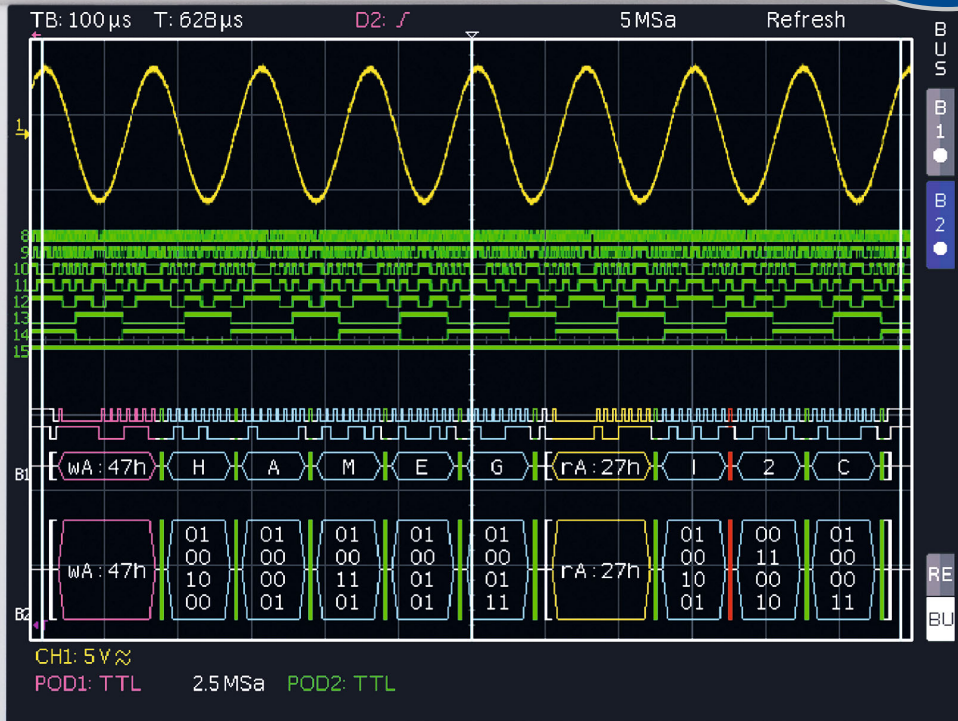 TB: 100 µs T: 628 µs D2: 5 MSa Refresh
BUS
B1
B2
1
8
9
10
11
12
13
14
15
B1 wA:47h H A M E G rA:27h I 2 C
B2 wA:47h rA:27h
01 01 01 01 01 01 00 01
00 00 00 00 00 00 11 00
10 00 11 01 01 10 00 00
00 01 01 01 11 01 10 11
RE
BU
CH1: 5 V ≂
POD1: TTL 2.5 MSa POD2: TTL